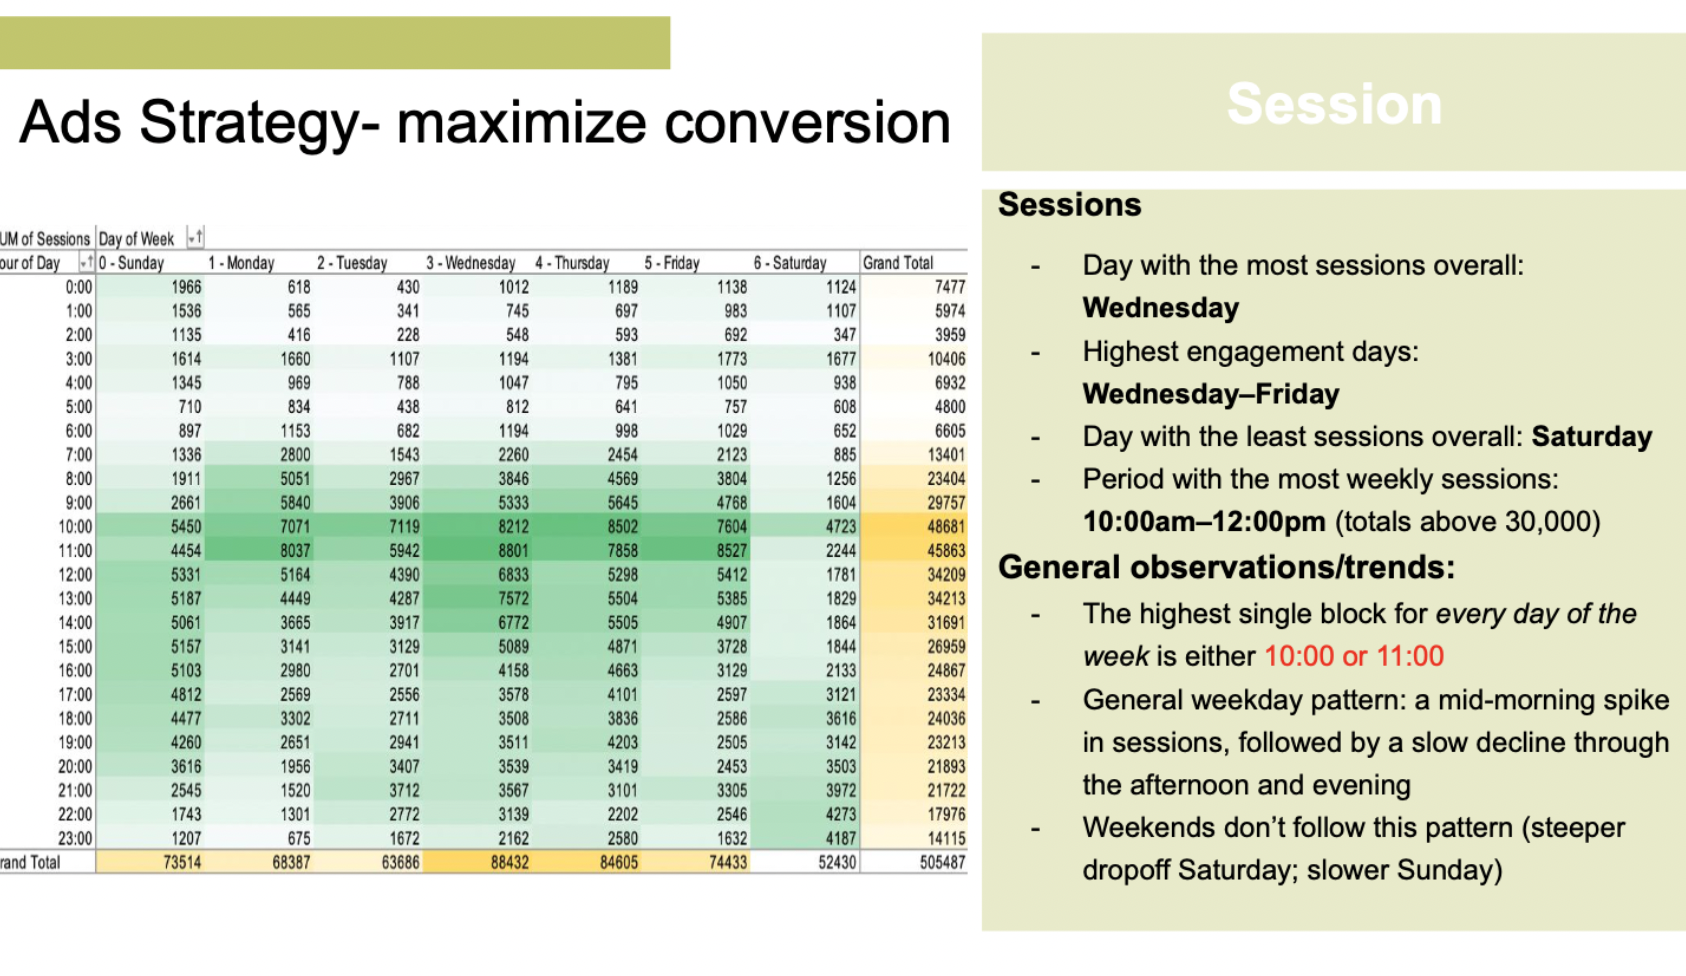 Ads Strategy- maximize conversion
UM of Sessions Day of Week
our of Day 0 - Sunday 1 - Monday 2 - Tuesday 3 - Wednesday 4 - Thursday 5 - Friday 6 - Saturday Grand Total
0:00 1966 618 430 1012 1189 1138 1124 7477
1:00 1536 565 341 745 697 983 1107 5974
2:00 1135 416 228 548 593 692 347 3959
3:00 1614 1660 1107 1194 1381 1773 1677 10406
4:00 1345 969 788 1047 795 1050 938 6932
5:00 710 834 438 812 641 757 608 4800
6:00 897 1153 682 1194 998 1029 652 6605
7:00 1336 2800 1543 2260 2454 2123 885 13401
8:00 1911 5051 2967 3846 4569 3804 1256 23404
9:00 2661 5840 3906 5333 5645 4768 1604 29757
10:00 5450 7071 7119 8212 8502 7604 4723 48681
11:00 4454 8037 5942 8801 7858 8527 2244 45863
12:00 5331 5164 4390 6833 5298 5412 1781 34209
13:00 5187 4449 4287 7572 5504 5385 1829 34213
14:00 5061 3665 3917 6772 5505 4907 1864 31691
15:00 5157 3141 3129 5089 4871 3728 1844 26959
16:00 5103 2980 2701 4158 4663 3129 2133 24867
17:00 4812 2569 2556 3578 4101 2597 3121 23334
18:00 4477 3302 2711 3508 3836 2586 3616 24036
19:00 4260 2651 2941 3511 4203 2505 3142 23213
20:00 3616 1956 3407 3539 3419 2453 3503 21893
21:00 2545 1520 3712 3567 3101 3305 3972 21722
22:00 1743 1301 2772 3139 2202 2546 4273 17976
23:00 1207 675 1672 2162 2580 1632 4187 14115
rand Total 73514 68387 63686 88432 84605 74433 52430 505487
Session
Sessions
- Day with the most sessions overall:
Wednesday
- Highest engagement days:
Wednesday–Friday
- Day with the least sessions overall: Saturday
- Period with the most weekly sessions:
10:00am–12:00pm (totals above 30,000)
General observations/trends:
- The highest single block for every day of the
week is either 10:00 or 11:00
- General weekday pattern: a mid-morning spike
in sessions, followed by a slow decline through
the afternoon and evening
- Weekends don’t follow this pattern (steeper
dropoff Saturday; slower Sunday)